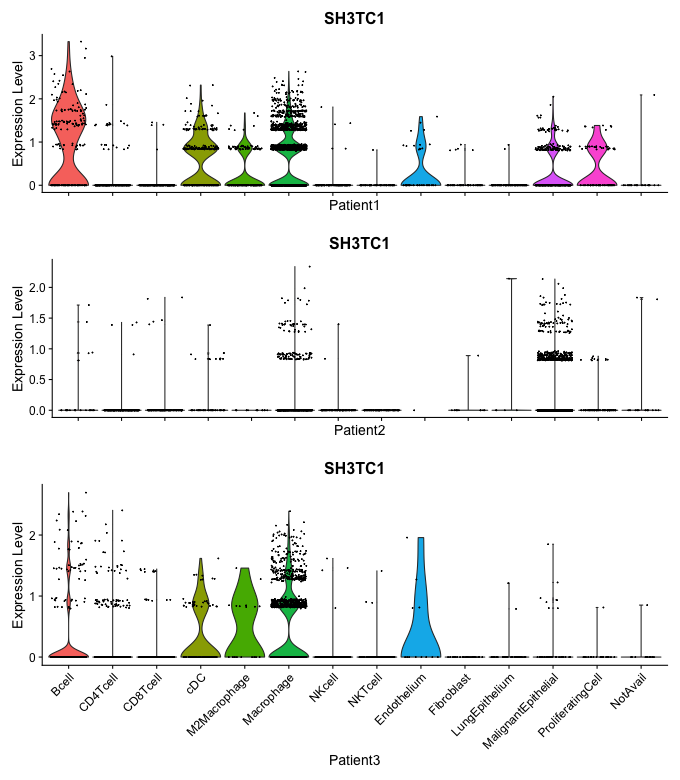 SH3TC1
Expression Level
3
2
1
0
Patient1
SH3TC1
Expression Level
2.0
1.5
1.0
0.5
0.0
Patient2
SH3TC1
Expression Level
2
1
0
Bcell
CD4Tcell
CD8Tcell
cDC
M2Macrophage
Macrophage
NKcell
NKTcell
Endothelium
Fibroblast
LungEpithelium
MalignantEpithelial
ProliferatingCell
NotAvail
Patient3